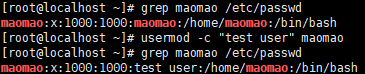 [root@localhost ~]# grep maomao /etc/passwd
maomao:x:1000:1000:maomao:/home/maomao:/bin/bash
[root@localhost ~]# usermod -c "test user" maomao
[root@localhost ~]# grep maomao /etc/passwd
maomao:x:1000:1000:test user:/home/maomao:/bin/bash